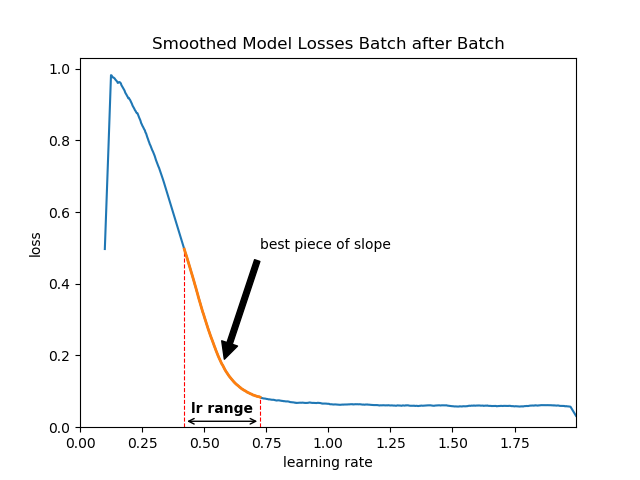 Smoothed Model Losses Batch after Batch
1.0
0.8
0.6
0.4
0.2
0.0
loss
best piece of slope
lr range
0.00 0.25 0.50 0.75 1.00 1.25 1.50 1.75
learning rate